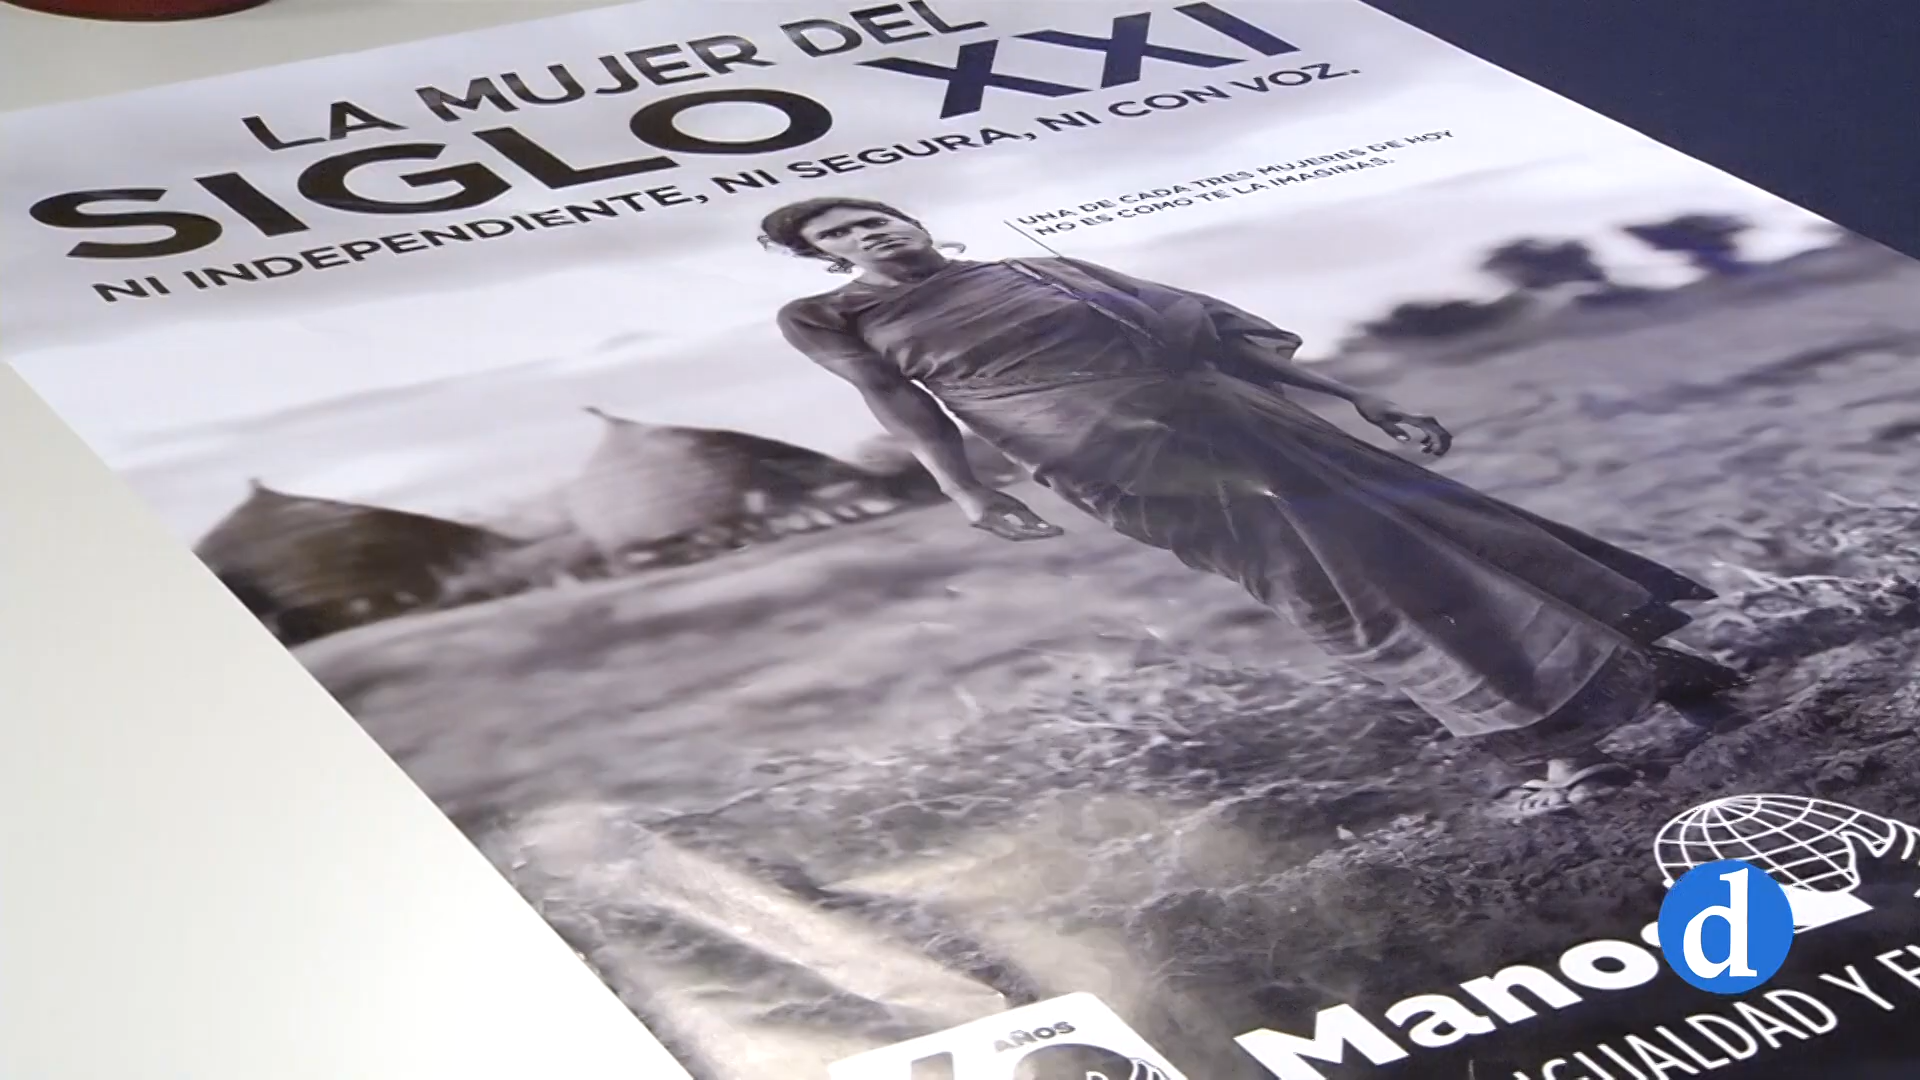 LA MUJER DEL
SIGLO XXI
NI INDEPENDIENTE, NI SEGURA, NI CON VOZ.
UNA DE CADA TRES MUJERES DE HOY
NO ES COMO TE LA IMAGINAS.
d
Manos
AÑOS